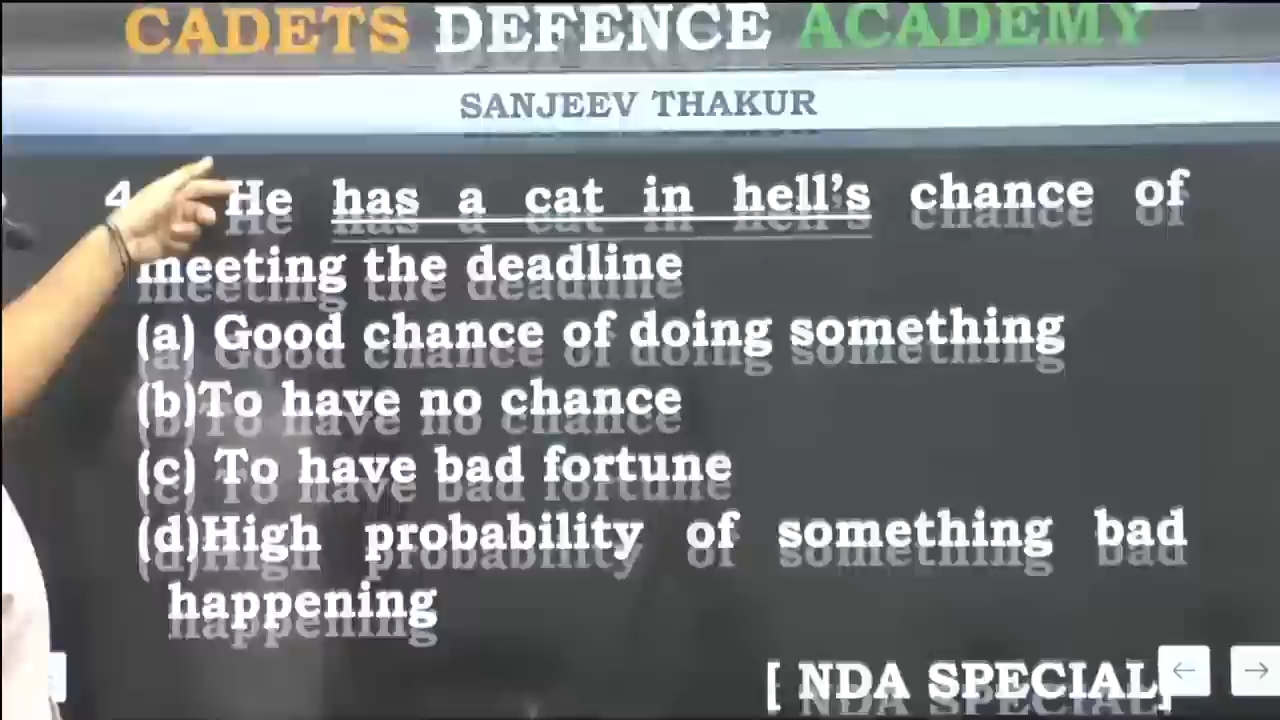 CADETS DEFENCE ACADEMY
SANJEEV THAKUR
4 He has a cat in hell's chance of
meeting the deadline
(a) Good chance of doing something
(b)To have no chance
(c) To have bad fortune
(d)High probability of something bad
happening
[ NDA SPECIAL]